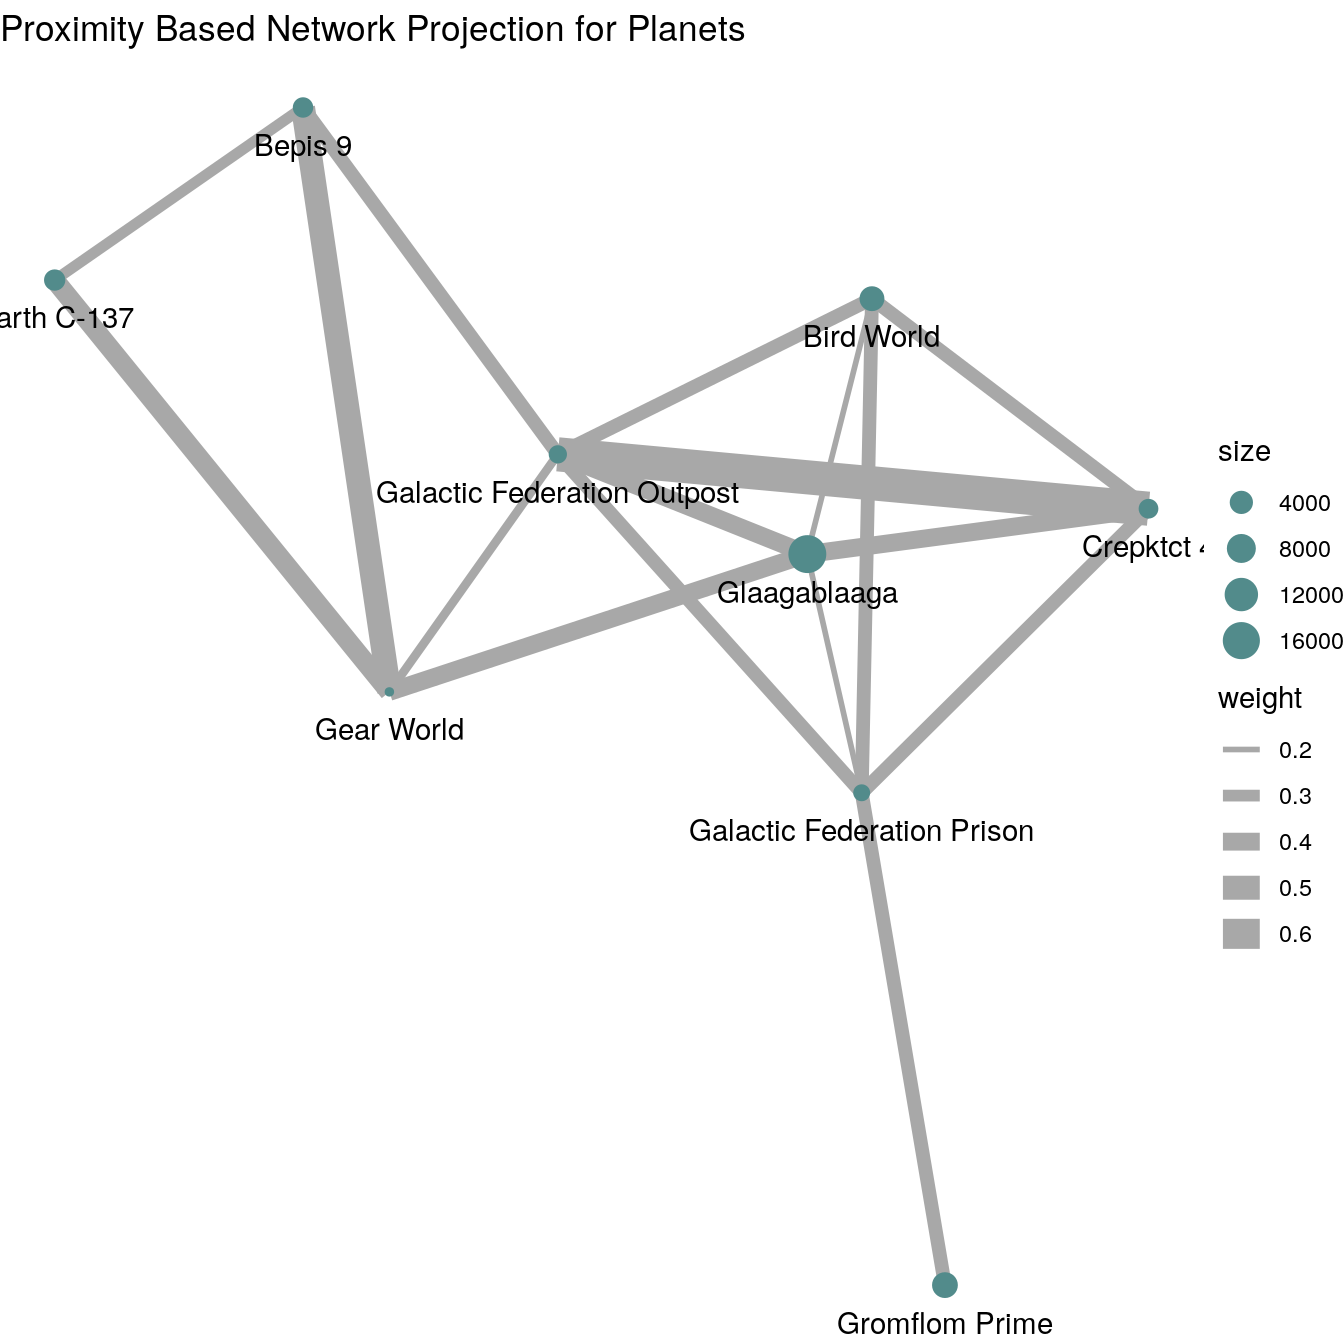 Proximity Based Network Projection for Planets
Bepis 9
arth C-137
Bird World
Galactic Federation Outpost
Crepktct
Glaagablaaga
Gear World
Galactic Federation Prison
Gromflom Prime
size
4000
8000
12000
16000
weight
0.2
0.3
0.4
0.5
0.6